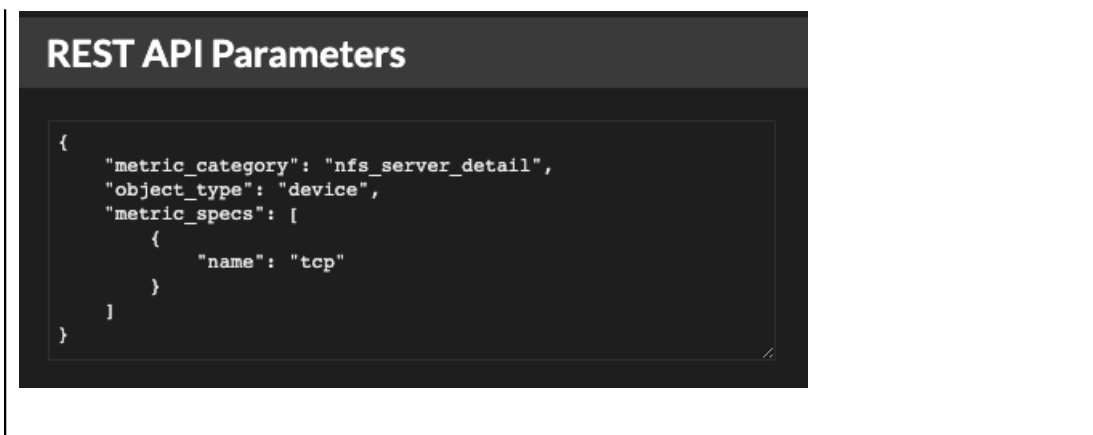 REST API Parameters
{
    "metric_category": "nfs_server_detail",
    "object_type": "device",
    "metric_specs": [
        {
            "name": "tcp"
        }
    ]
}